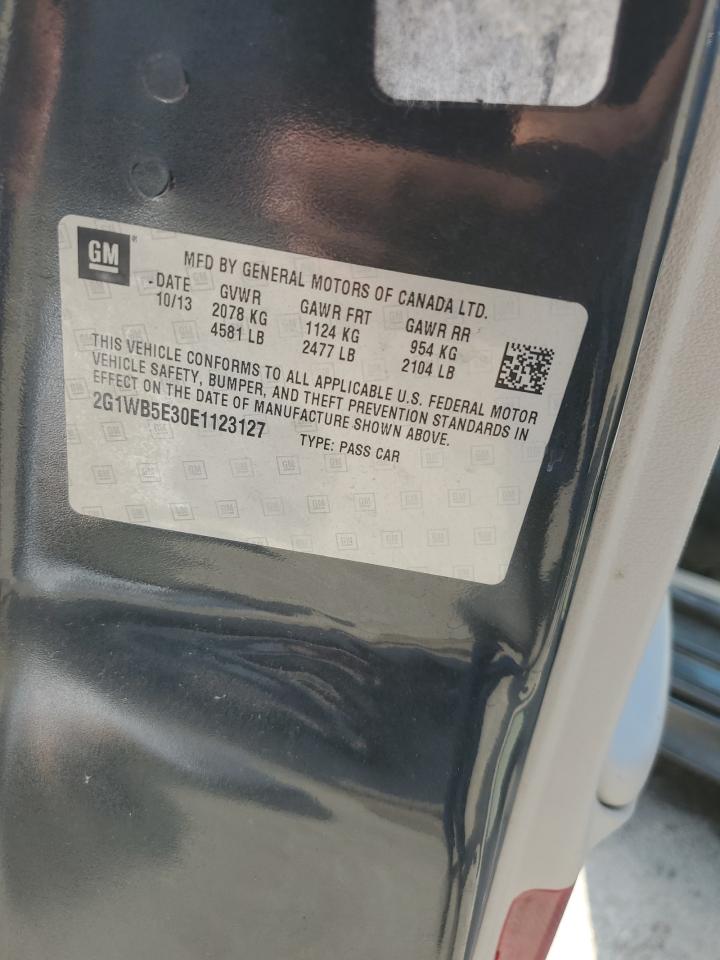 GM
MFD BY GENERAL MOTORS OF CANADA LTD.
DATE GVWR GAWR FRT GAWR RR
10/13 2078 KG 1124 KG 954 KG
4581 LB 2477 LB 2104 LB
THIS VEHICLE CONFORMS TO ALL APPLICABLE U.S. FEDERAL MOTOR
VEHICLE SAFETY, BUMPER, AND THEFT PREVENTION STANDARDS IN
EFFECT ON THE DATE OF MANUFACTURE SHOWN ABOVE.
2G1WB5E30E1123127 TYPE: PASS CAR